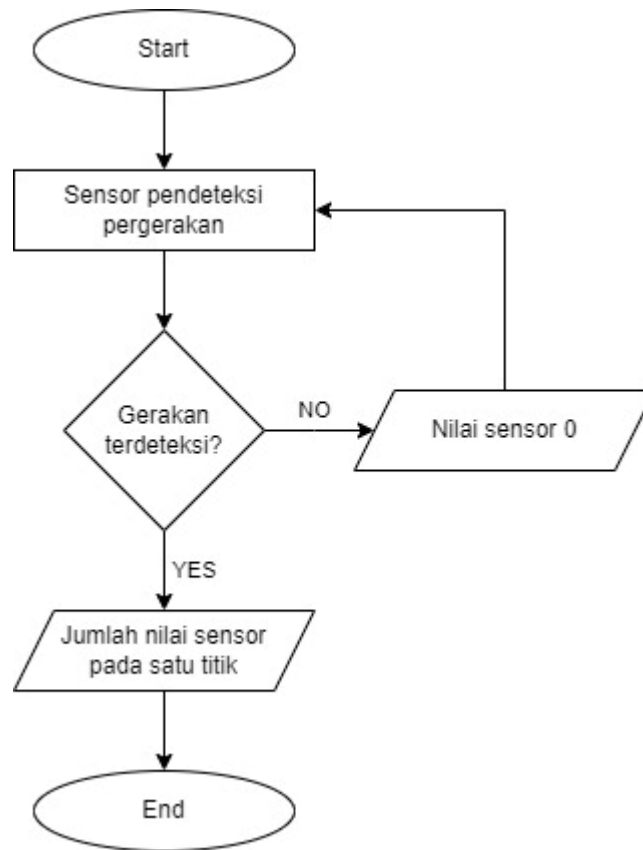 Start
Sensor pendeteksi
pergerakan
Gerakan
terdeteksi?
NO
Nilai sensor 0
YES
Jumlah nilai sensor
pada satu titik
End